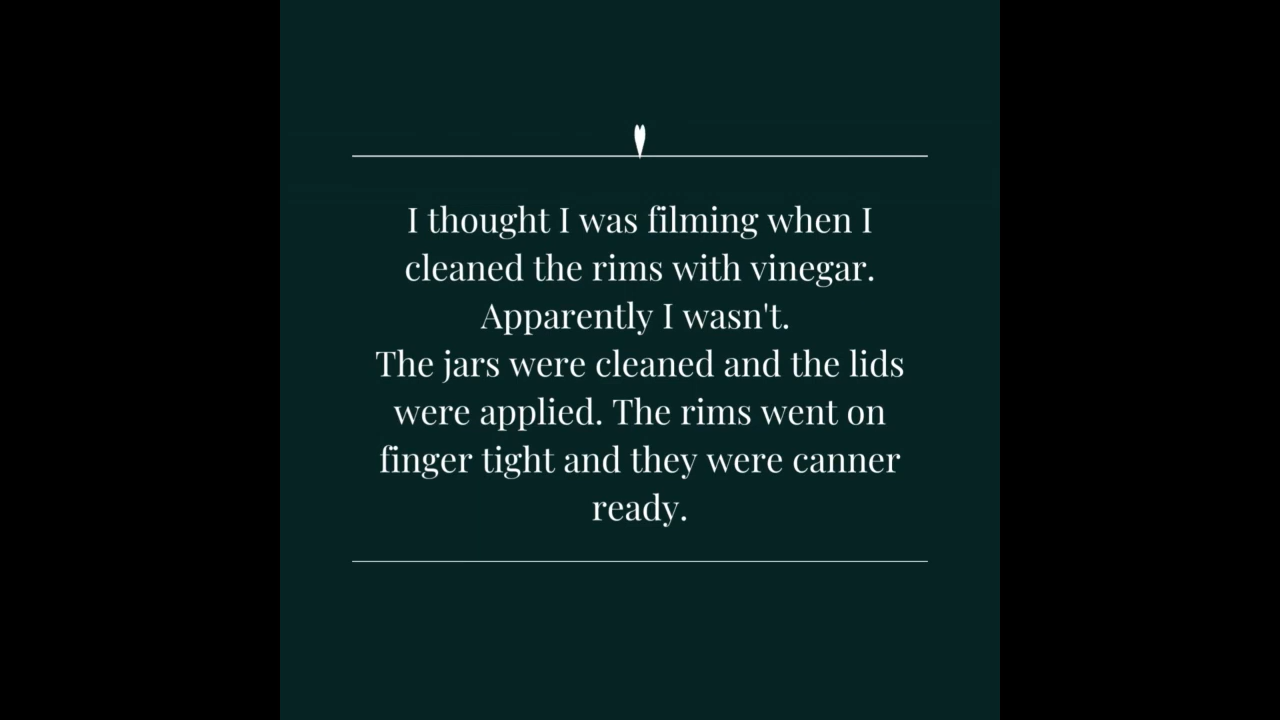 I thought I was filming when I
cleaned the rims with vinegar.
Apparently I wasn't.
The jars were cleaned and the lids
were applied. The rims went on
finger tight and they were canner
ready.